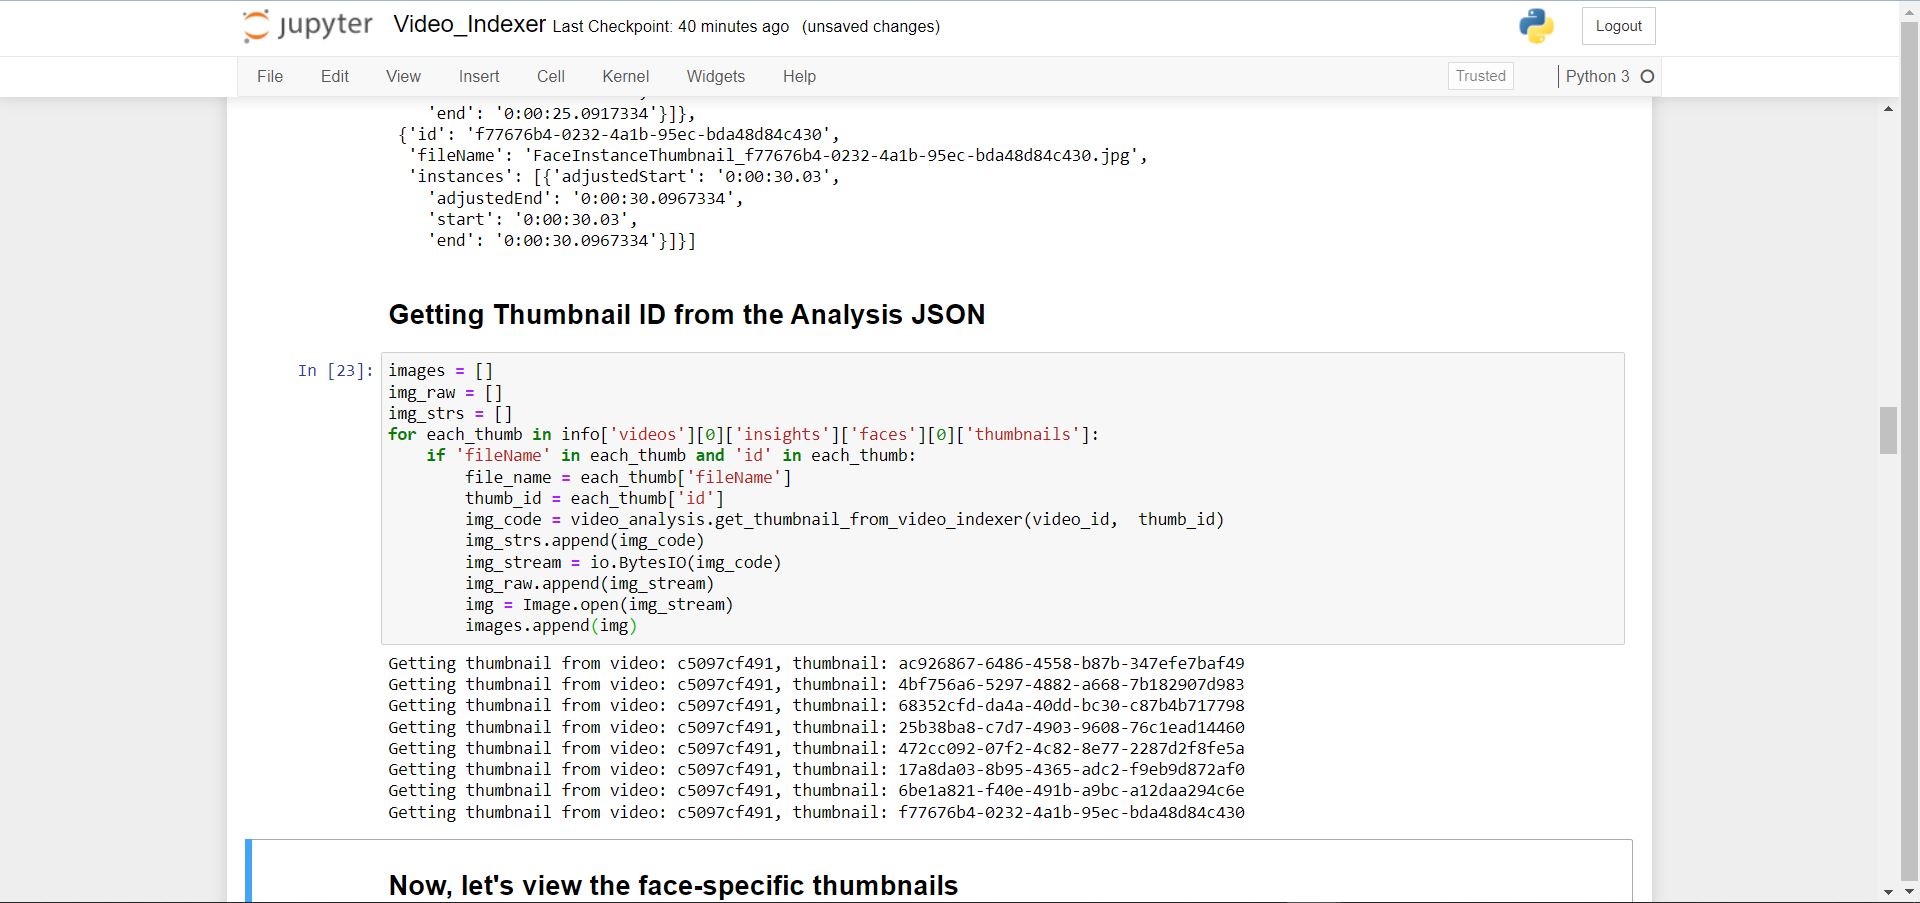 jupyter Video_Indexer Last Checkpoint: 40 minutes ago (unsaved changes) Logout
File Edit View Insert Cell Kernel Widgets Help Trusted Python 3
'end': '0:00:25.0917334'}]},
{'id': 'f77676b4-0232-4a1b-95ec-bda48d84c430',
'fileName': 'FaceInstanceThumbnail_f77676b4-0232-4a1b-95ec-bda48d84c430.jpg',
'instances': [{'adjustedStart': '0:00:30.03',
'adjustedEnd': '0:00:30.0967334',
'start': '0:00:30.03',
'end': '0:00:30.0967334'}]}]
Getting Thumbnail ID from the Analysis JSON
In [23]: images = []
img_raw = []
img_strs = []
for each_thumb in info['videos'][0]['insights']['faces'][0]['thumbnails']:
    if 'fileName' in each_thumb and 'id' in each_thumb:
        file_name = each_thumb['fileName']
        thumb_id = each_thumb['id']
        img_code = video_analysis.get_thumbnail_from_video_indexer(video_id,  thumb_id)
        img_strs.append(img_code)
        img_stream = io.BytesIO(img_code)
        img_raw.append(img_stream)
        img = Image.open(img_stream)
        images.append(img)
Getting thumbnail from video: c5097cf491, thumbnail: ac926867-6486-4558-b87b-347efe7baf49
Getting thumbnail from video: c5097cf491, thumbnail: 4bf756a6-5297-4882-a668-7b182907d983
Getting thumbnail from video: c5097cf491, thumbnail: 68352cfd-da4a-40dd-bc30-c87b4b717798
Getting thumbnail from video: c5097cf491, thumbnail: 25b38ba8-c7d7-4903-9608-76c1ead14460
Getting thumbnail from video: c5097cf491, thumbnail: 472cc092-07f2-4c82-8e77-2287d2f8fe5a
Getting thumbnail from video: c5097cf491, thumbnail: 17a8da03-8b95-4365-adc2-f9eb9d872af0
Getting thumbnail from video: c5097cf491, thumbnail: 6be1a821-f40e-491b-a9bc-a12daa294c6e
Getting thumbnail from video: c5097cf491, thumbnail: f77676b4-0232-4a1b-95ec-bda48d84c430
Now, let's view the face-specific thumbnails